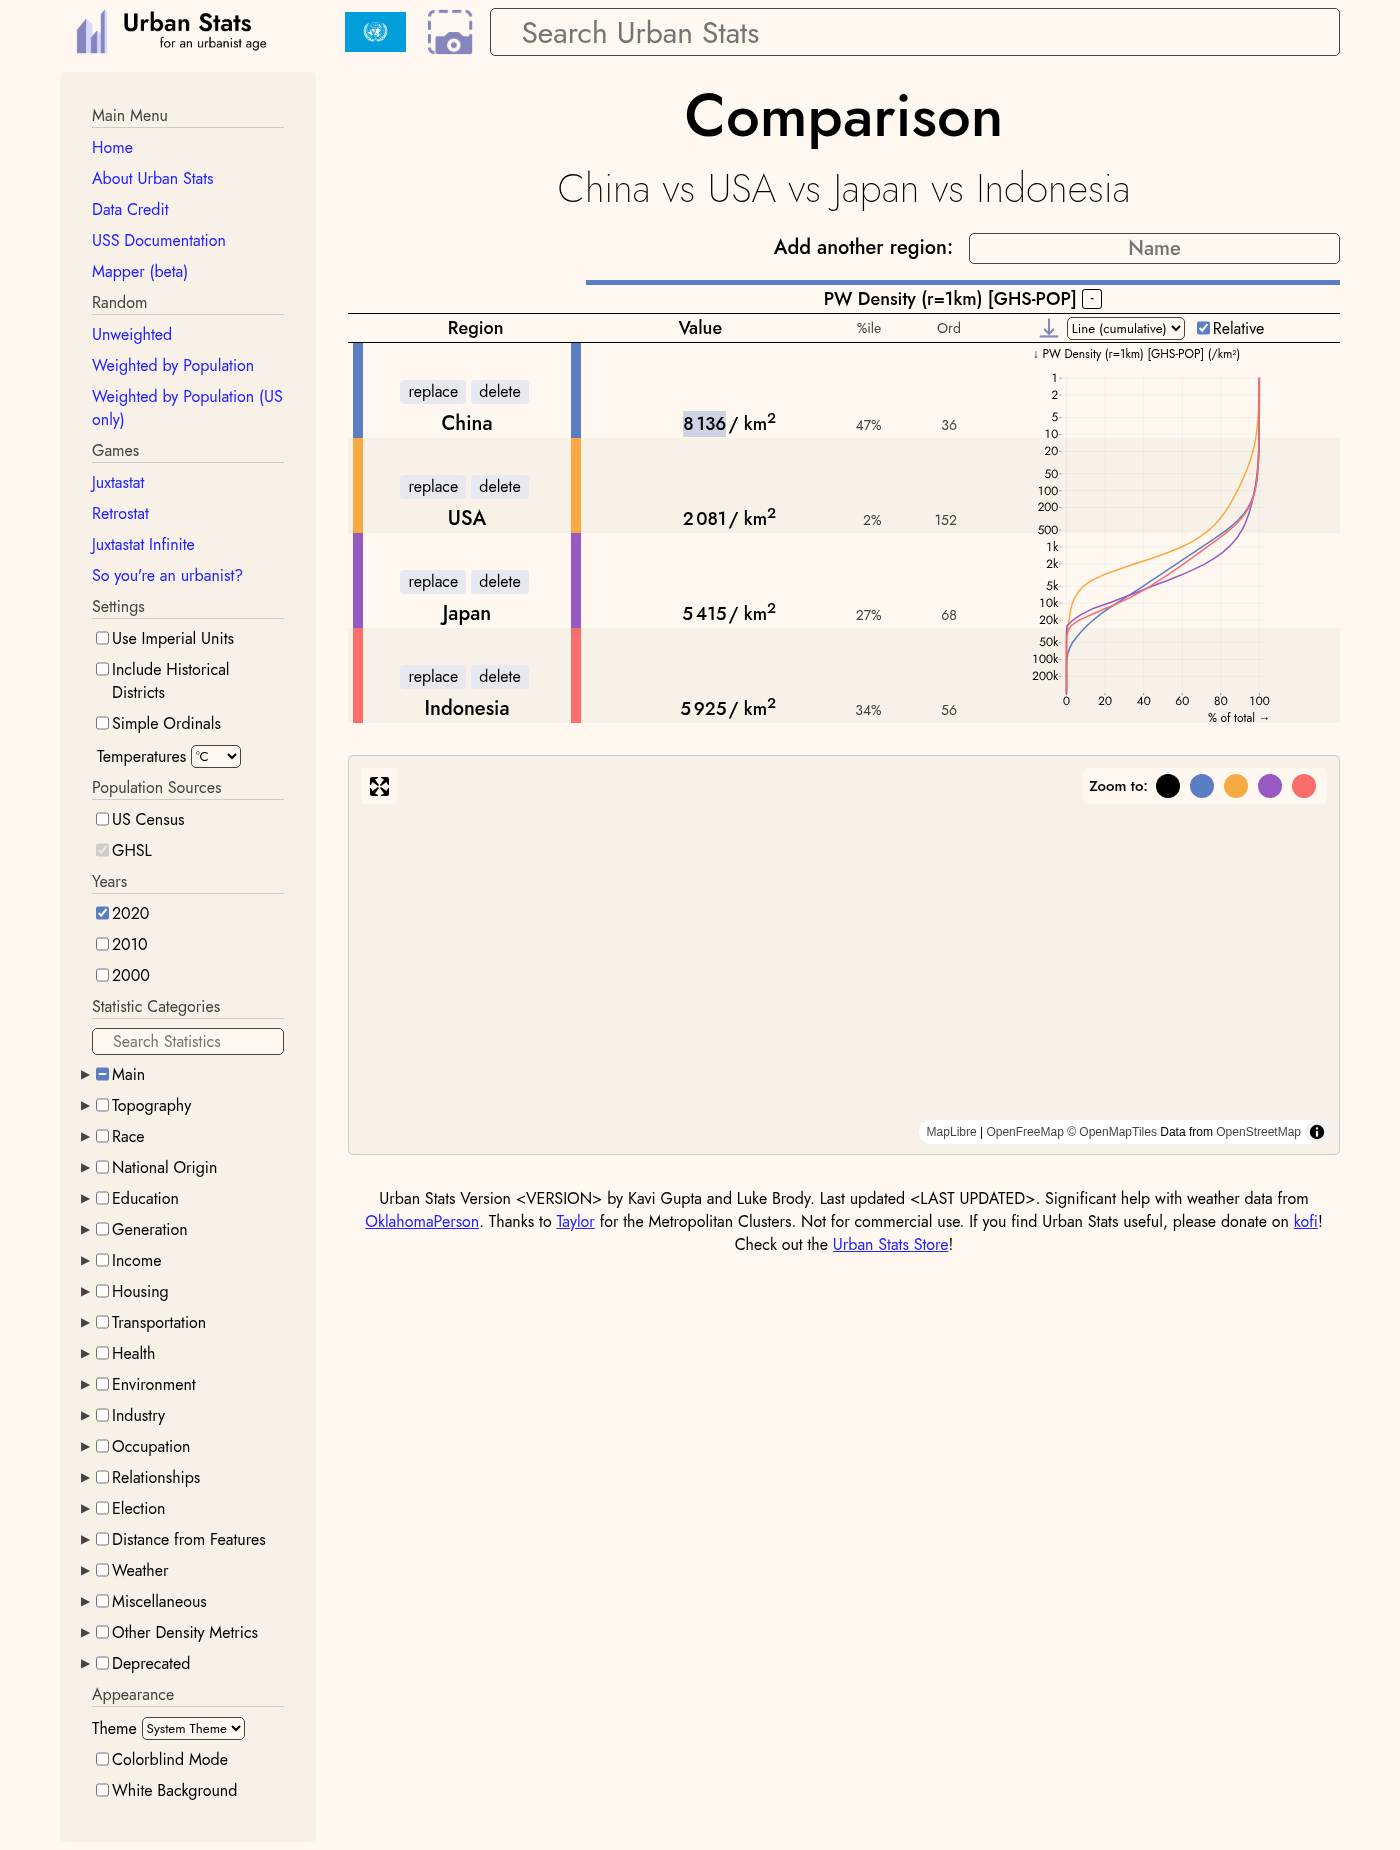 Urban Stats
for an urbanist age
Search Urban Stats
Main Menu
Home
About Urban Stats
Data Credit
USS Documentation
Mapper (beta)
Random
Unweighted
Weighted by Population
Weighted by Population (US
only)
Games
Juxtastat
Retrostat
Juxtastat Infinite
So you're an urbanist?
Settings
Use Imperial Units
Include Historical
Districts
Simple Ordinals
Temperatures °C
Population Sources
US Census
GHSL
Years
2020
2010
2000
Statistic Categories
Search Statistics
Main
Topography
Race
National Origin
Education
Generation
Income
Housing
Transportation
Health
Environment
Industry
Occupation
Relationships
Election
Distance from Features
Weather
Miscellaneous
Other Density Metrics
Deprecated
Appearance
Theme System Theme
Colorblind Mode
White Background
Comparison
China vs USA vs Japan vs Indonesia
Add another region: Name
PW Density (r=1km) [GHS-POP] -
Region Value %ile Ord Line (cumulative) Relative
replace delete
China 8 136 / km² 47% 36
replace delete
USA 2 081 / km² 2% 152
replace delete
Japan 5 415 / km² 27% 68
replace delete
Indonesia 5 925 / km² 34% 56
↓ PW Density (r=1km) [GHS-POP] (/km²)
1
2
5
10
20
50
100
200
500
1k
2k
5k
10k
20k
50k
100k
200k
0 20 40 60 80 100
% of total →
Zoom to:
MapLibre | OpenFreeMap © OpenMapTiles Data from OpenStreetMap
Urban Stats Version <VERSION> by Kavi Gupta and Luke Brody. Last updated <LAST UPDATED>. Significant help with weather data from
OklahomaPerson. Thanks to Taylor for the Metropolitan Clusters. Not for commercial use. If you find Urban Stats useful, please donate on kofi!
Check out the Urban Stats Store!